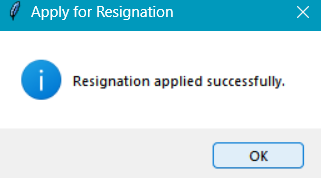 Apply for Resignation
Resignation applied successfully.
OK